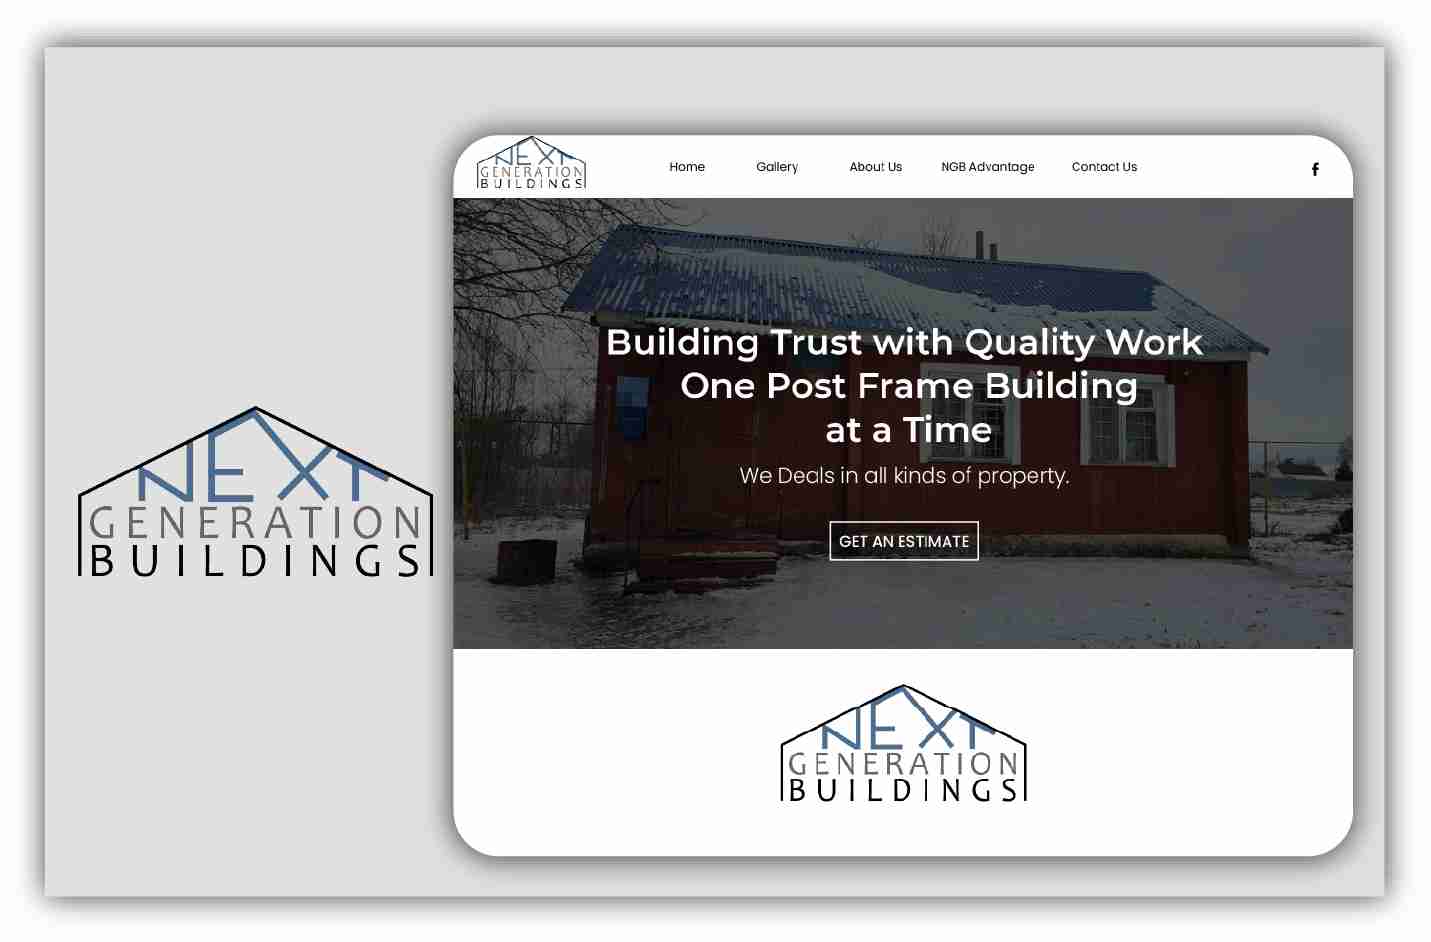 NEXT
GENERATION
BUILDINGS
NEXT
GENERATION
BUILDINGS
Home
Gallery
About Us
NGB Advantage
Contact Us
f
Building Trust with Quality Work
One Post Frame Building
at a Time
We Deals in all kinds of property.
GET AN ESTIMATE
NEXT
GENERATION
BUILDINGS